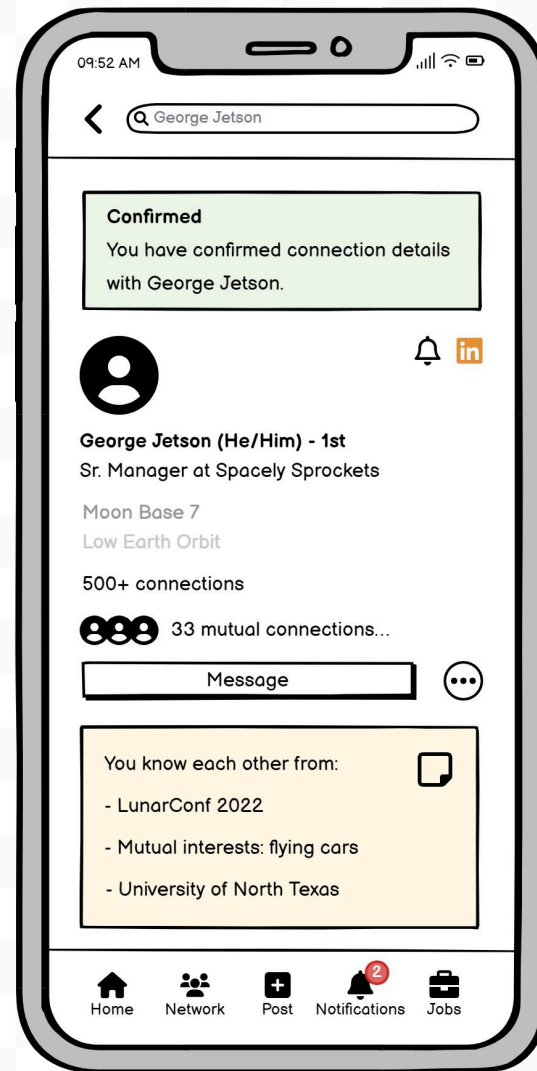 09:52 AM
George Jetson
Confirmed
You have confirmed connection details
with George Jetson.
in
George Jetson (He/Him) - 1st
Sr. Manager at Spacely Sprockets
Moon Base 7
Low Earth Orbit
500+ connections
33 mutual connections...
Message
You know each other from:
- LunarConf 2022
- Mutual interests: flying cars
- University of North Texas
2
Home Network Post Notifications Jobs